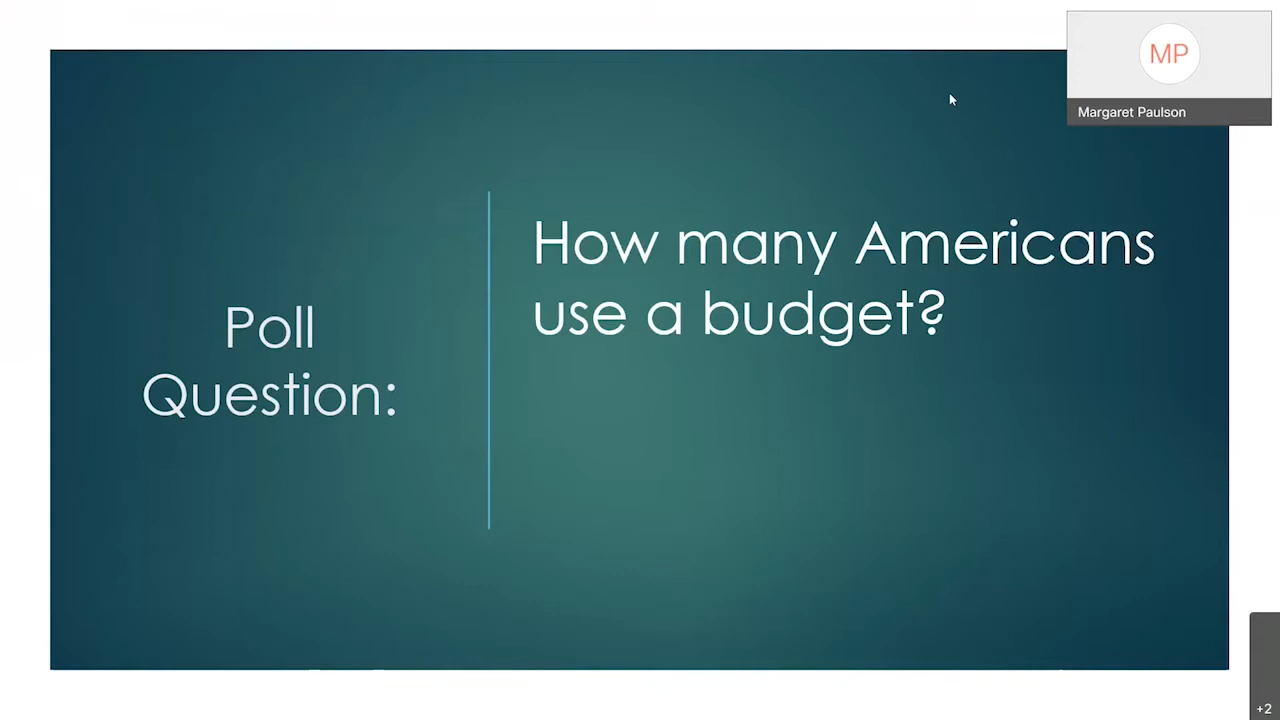 MP
Margaret Paulson
Poll
Question:
How many Americans
use a budget?
+2